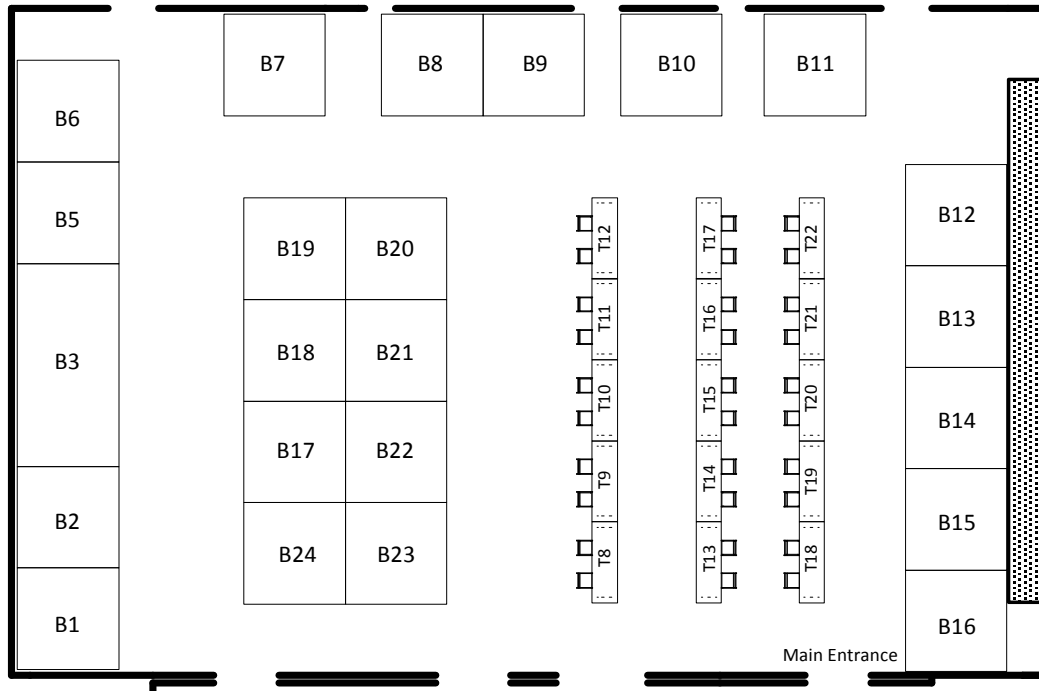 B7
B8
B9
B10
B11
B6
B5
B3
B2
B1
B19
B20
B18
B21
B17
B22
B24
B23
T12
T11
T10
T9
T8
T17
T16
T15
T14
T13
T22
T21
T20
T19
T18
B12
B13
B14
B15
B16
Main Entrance